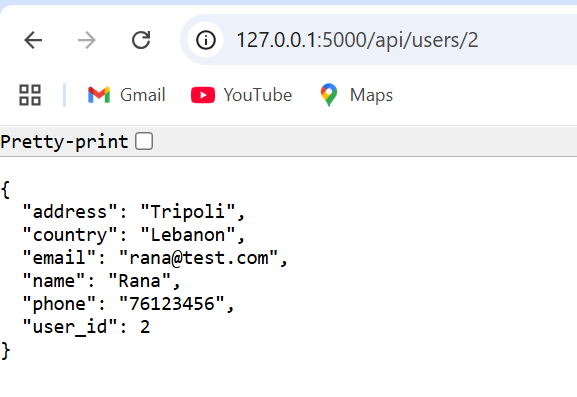 127.0.0.1:5000/api/users/2
Gmail YouTube Maps
Pretty-print
{
  "address": "Tripoli",
  "country": "Lebanon",
  "email": "rana@test.com",
  "name": "Rana",
  "phone": "76123456",
  "user_id": 2
}